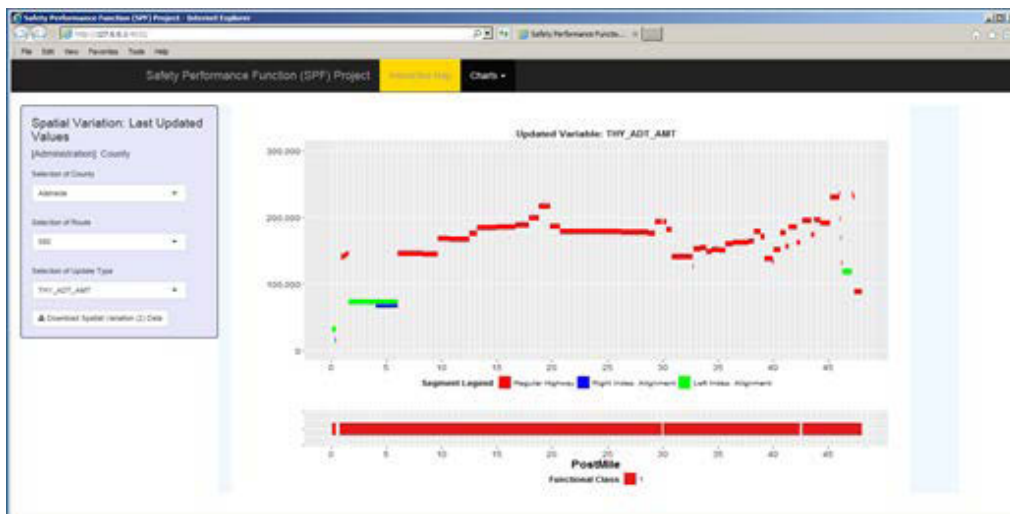 Safety Performance Function (SPF) Project - Internet Explorer
Safety Performance Functio...
File Edit View Favorites Tools Help
Safety Performance Function (SPF) Project Interactive Map Charts
Spatial Variation: Last Updated
Values
[Administration]: County
Selection of County
Alameda
Selection of Route
580
Selection of Update Type
THY_ADT_AMT
Download Spatial Variation (2) Data
Updated Variable: THY_ADT_AMT
300,000
200,000
100,000
0
0 5 10 15 20 25 30 35 40 45
Segment Legend Regular Highway Right Indep. Alignment Left Indep. Alignment
0 5 10 15 20 25 30 35 40 45
PostMile
Functional Class 1